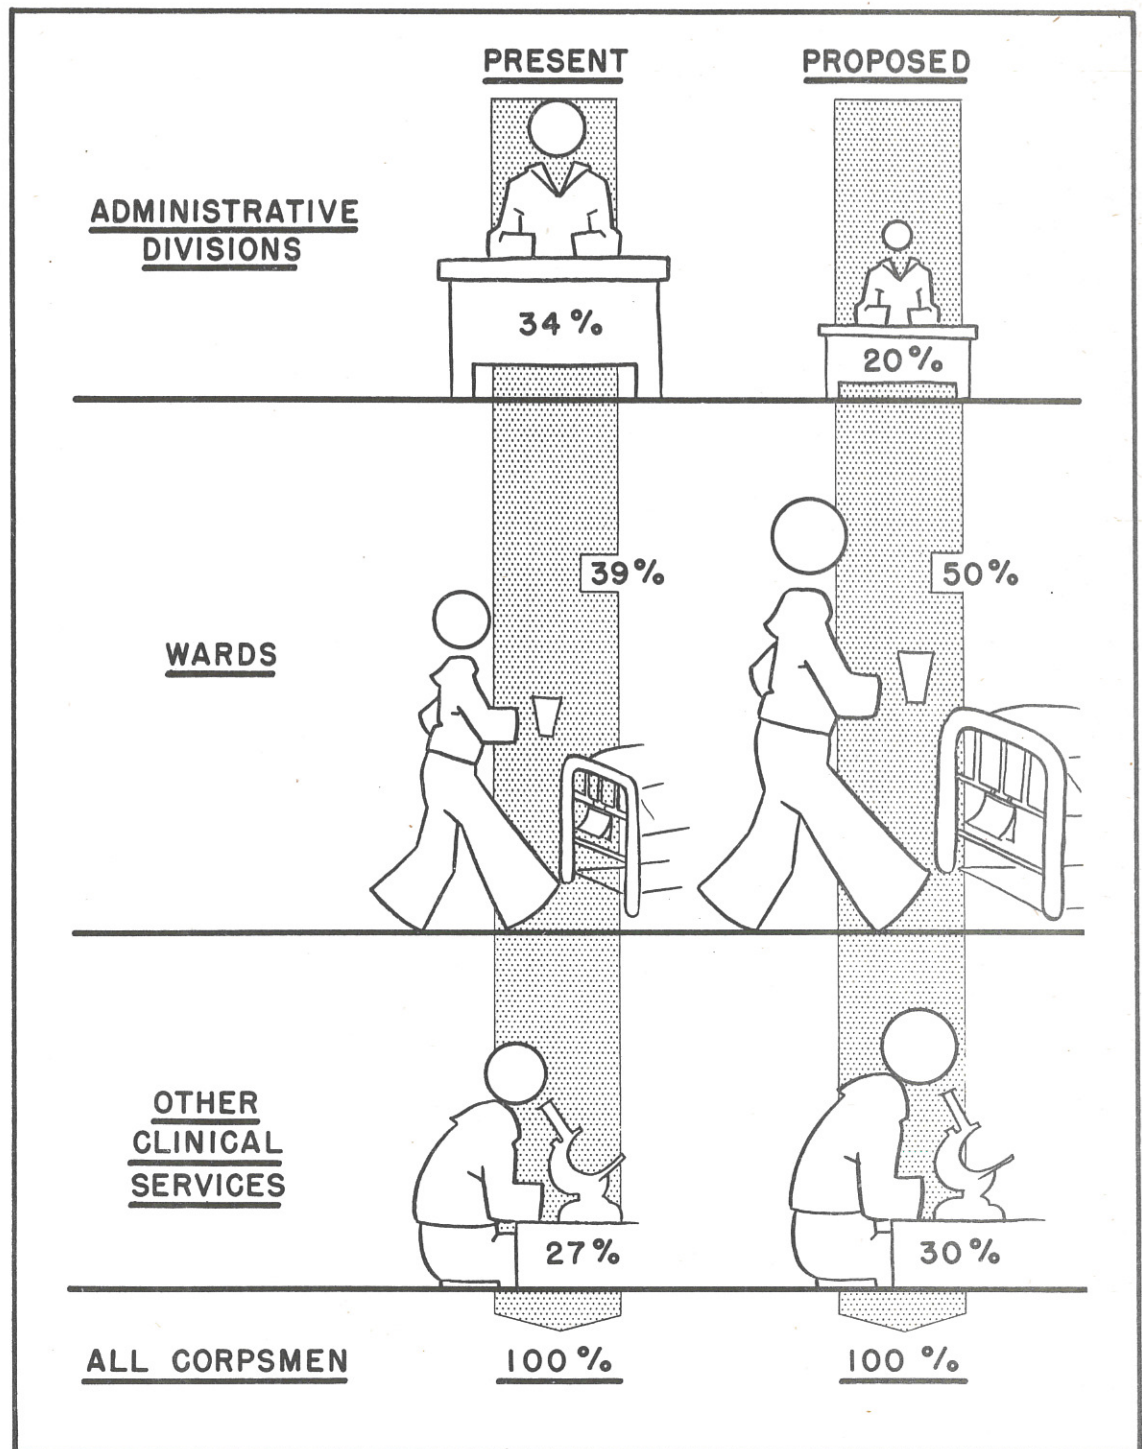 PRESENT PROPOSED
ADMINISTRATIVE
DIVISIONS
34% 20%
39% 50%
WARDS
OTHER
CLINICAL
SERVICES
27% 30%
ALL CORPSMEN 100% 100%